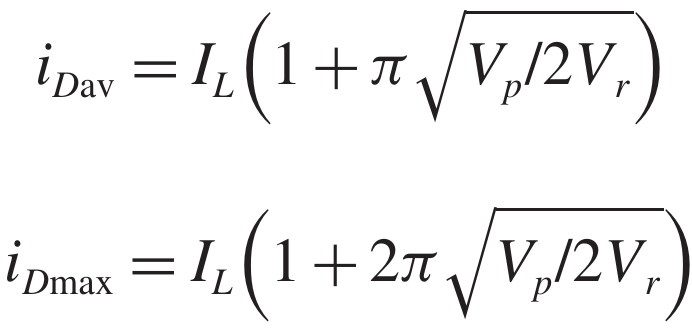 i_{Dav} = I_L(1 + π√(V_p/2V_r))
i_{Dmax} = I_L(1 + 2π√(V_p/2V_r))